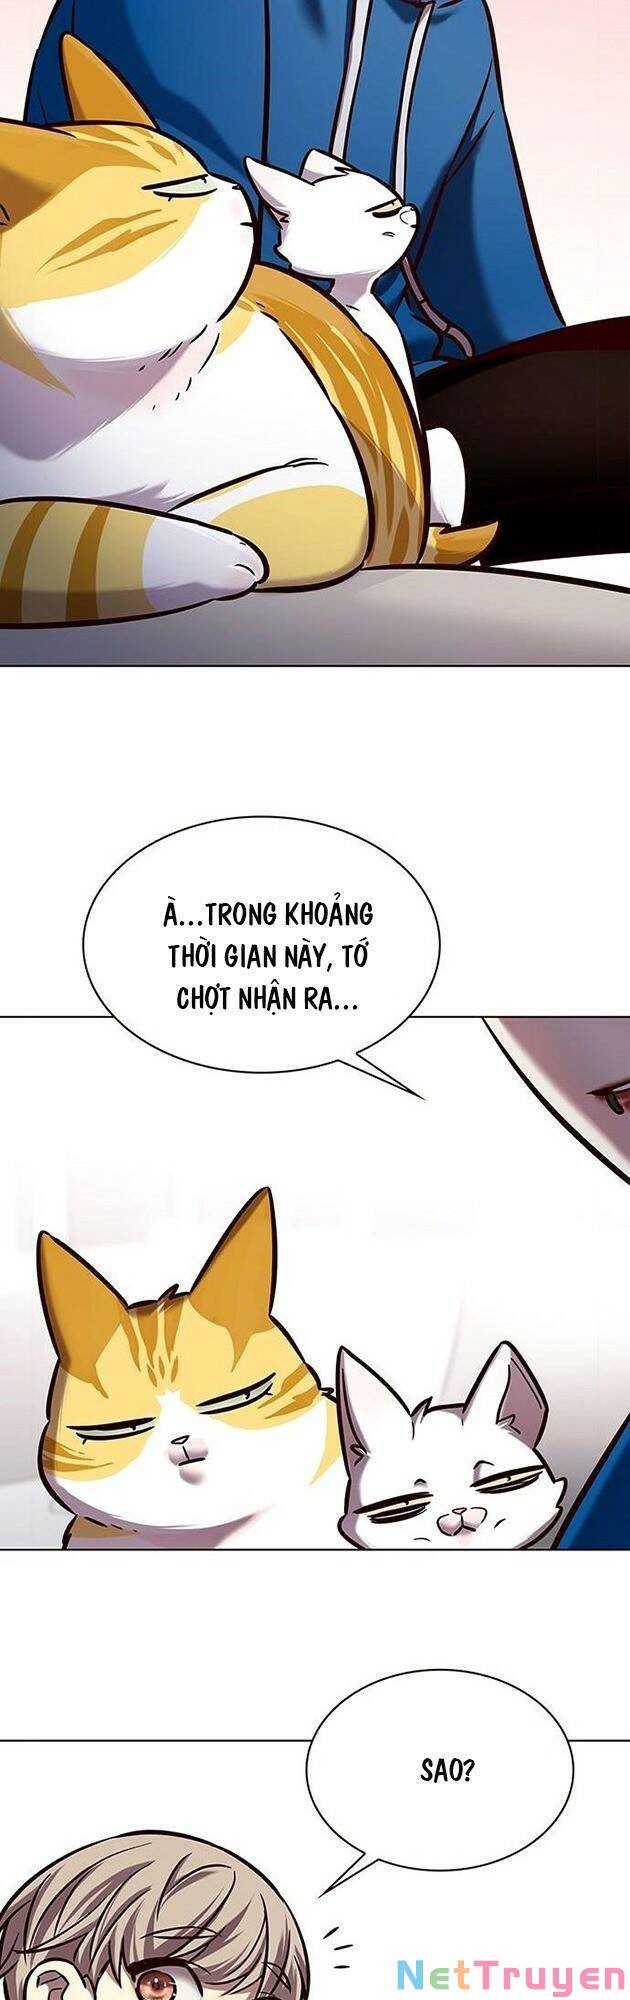 À...TRONG KHOẢNG
THỜI GIAN NÀY, TỚ
CHỢT NHẬN RA...
SAO?
NETTRUYEN